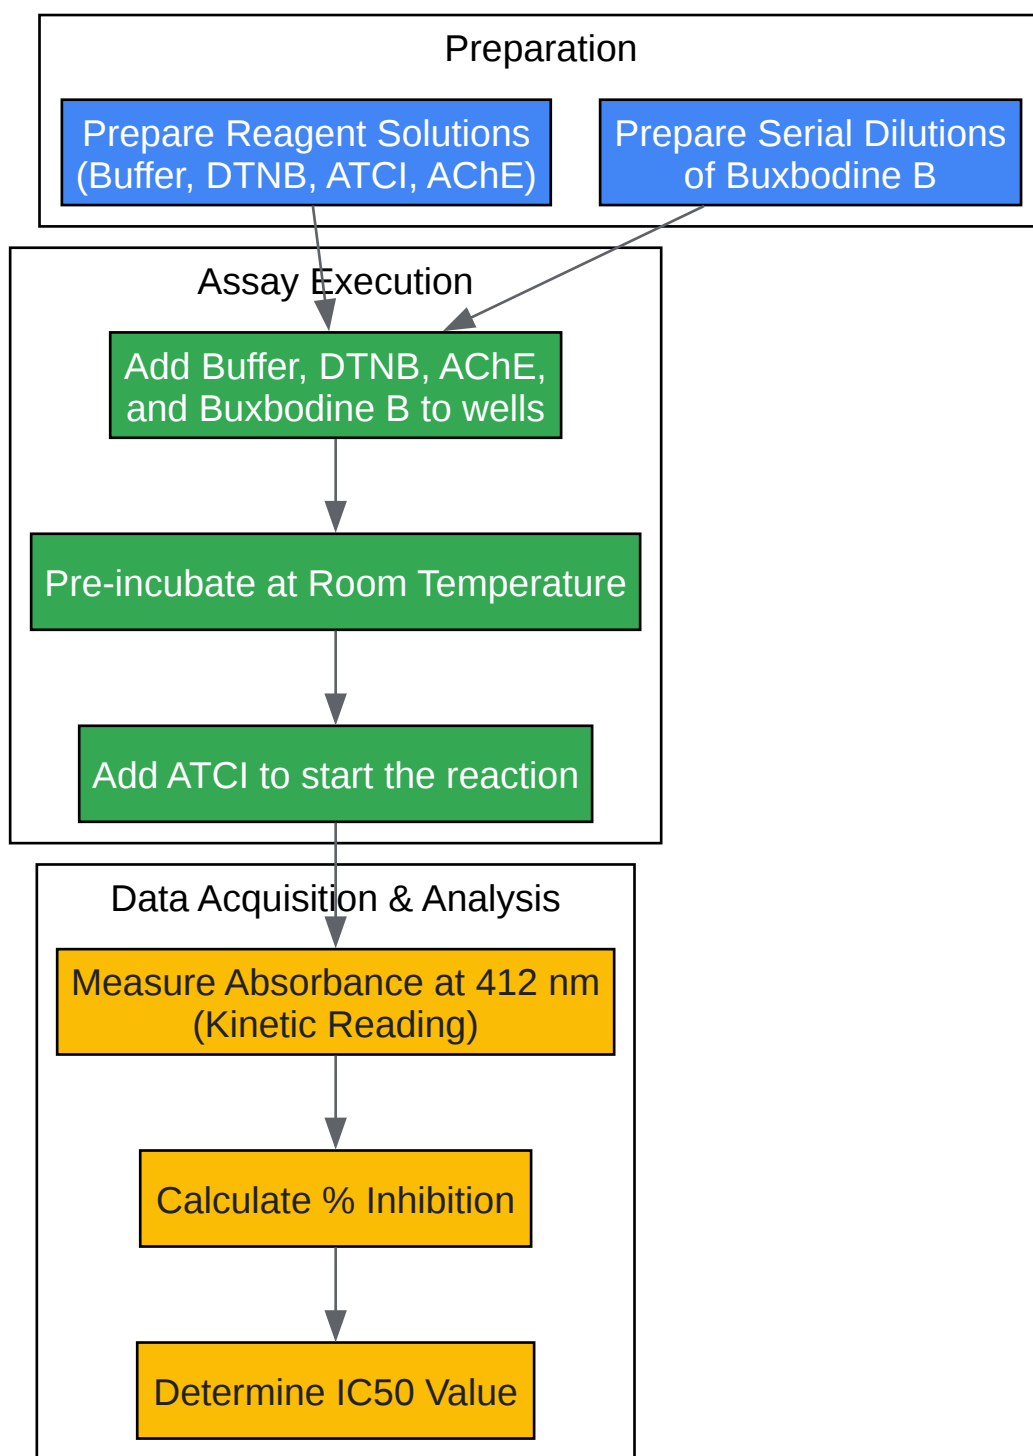 Preparation
Prepare Reagent Solutions
(Buffer, DTNB, ATCI, AChE)
Prepare Serial Dilutions
of Buxbodine B
Assay Execution
Add Buffer, DTNB, AChE,
and Buxbodine B to wells
Pre-incubate at Room Temperature
Add ATCI to start the reaction
Data Acquisition & Analysis
Measure Absorbance at 412 nm
(Kinetic Reading)
Calculate % Inhibition
Determine IC50 Value